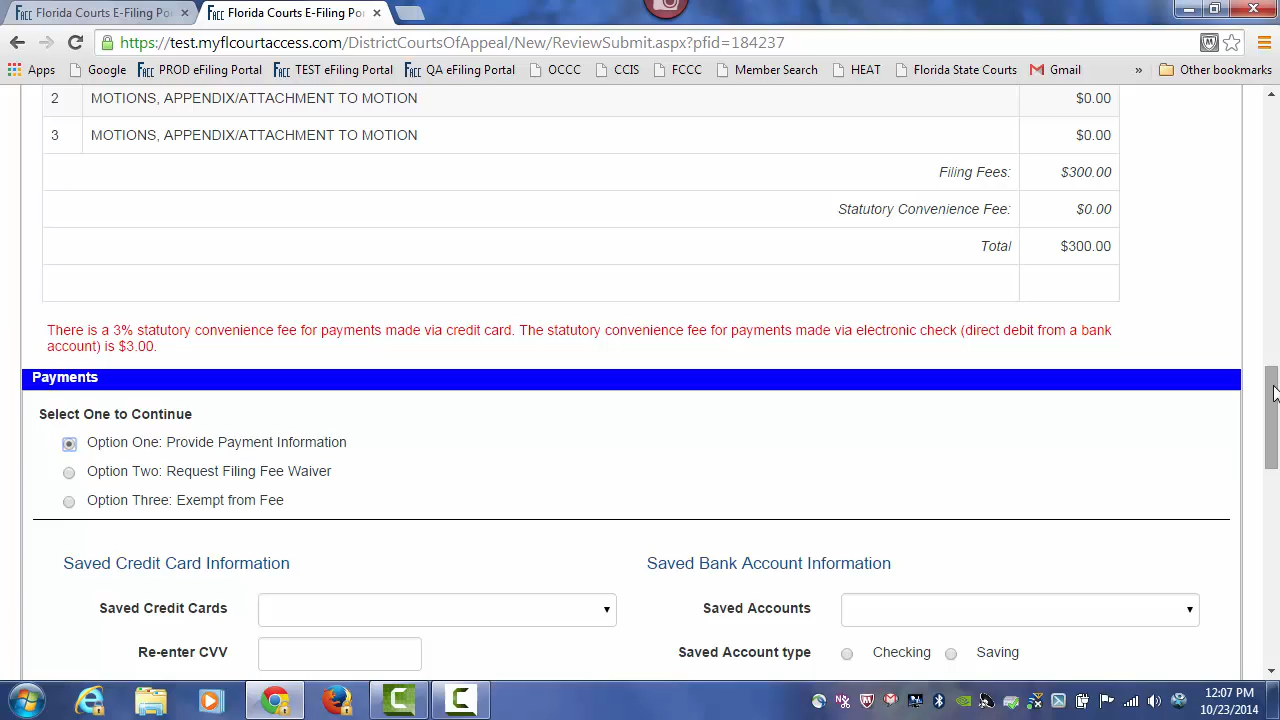 Florida Courts E-Filing Po
Florida Courts E-Filing Po
https://test.myflcourtaccess.com/DistrictCourtsOfAppeal/New/ReviewSubmit.aspx?pfid=184237
Apps Google PROD eFiling Portal TEST eFiling Portal QA eFiling Portal OCCC CCIS FCCC Member Search HEAT Florida State Courts Gmail » Other bookmarks
2 MOTIONS, APPENDIX/ATTACHMENT TO MOTION $0.00
3 MOTIONS, APPENDIX/ATTACHMENT TO MOTION $0.00
Filing Fees: $300.00
Statutory Convenience Fee: $0.00
Total $300.00
There is a 3% statutory convenience fee for payments made via credit card. The statutory convenience fee for payments made via electronic check (direct debit from a bank
account) is $3.00.
Payments
Select One to Continue
Option One: Provide Payment Information
Option Two: Request Filing Fee Waiver
Option Three: Exempt from Fee
Saved Credit Card Information Saved Bank Account Information
Saved Credit Cards Saved Accounts
Re-enter CVV Saved Account type Checking Saving
12:07 PM
10/23/2014